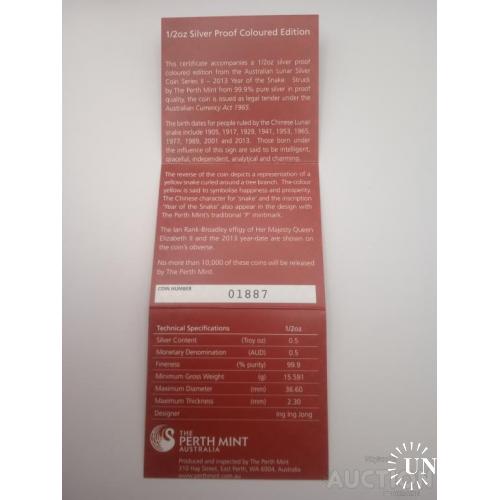 1/2oz Silver Proof Coloured Edition
This certificate accompanies a 1/2oz silver proof
coloured edition from the Australian Lunar Silver
Coin Series II – 2013 Year of the Snake. Struck
by The Perth Mint from 99.9% pure silver in proof
quality, the coin is issued as legal tender under the
Australian Currency Act 1965.
The birth dates for people ruled by the Chinese Lunar
snake include 1905, 1917, 1929, 1941, 1953, 1965,
1977, 1989, 2001 and 2013. Those born under
the influence of this sign are said to be intelligent,
graceful, independent, analytical and charming.
The reverse of the coin depicts a representation of a
yellow snake curled around a tree branch. The colour
yellow is said to symbolise happiness and prosperity.
The Chinese character for 'snake' and the inscription
'Year of the Snake' also appear in the design with
The Perth Mint's traditional 'P' mintmark.
The Ian Rank-Broadley effigy of Her Majesty Queen
Elizabeth II and the 2013 year-date are shown on
the coin's obverse.
No more than 10,000 of these coins will be released
by The Perth Mint.
COIN NUMBER 01887
Technical Specifications 1/2oz
Silver Content (Troy oz) 0.5
Monetary Denomination (AUD) 0.5
Fineness (% purity) 99.9
Minimum Gross Weight (g) 15.591
Maximum Diameter (mm) 36.60
Maximum Thickness (mm) 2.30
Designer Ing Ing Jong
THE
PERTH MINT
AUSTRALIA
Produced and inspected by The Perth Mint
310 Hay Street, East Perth, WA 6004, Australia
www.perthmint.com.au
UN